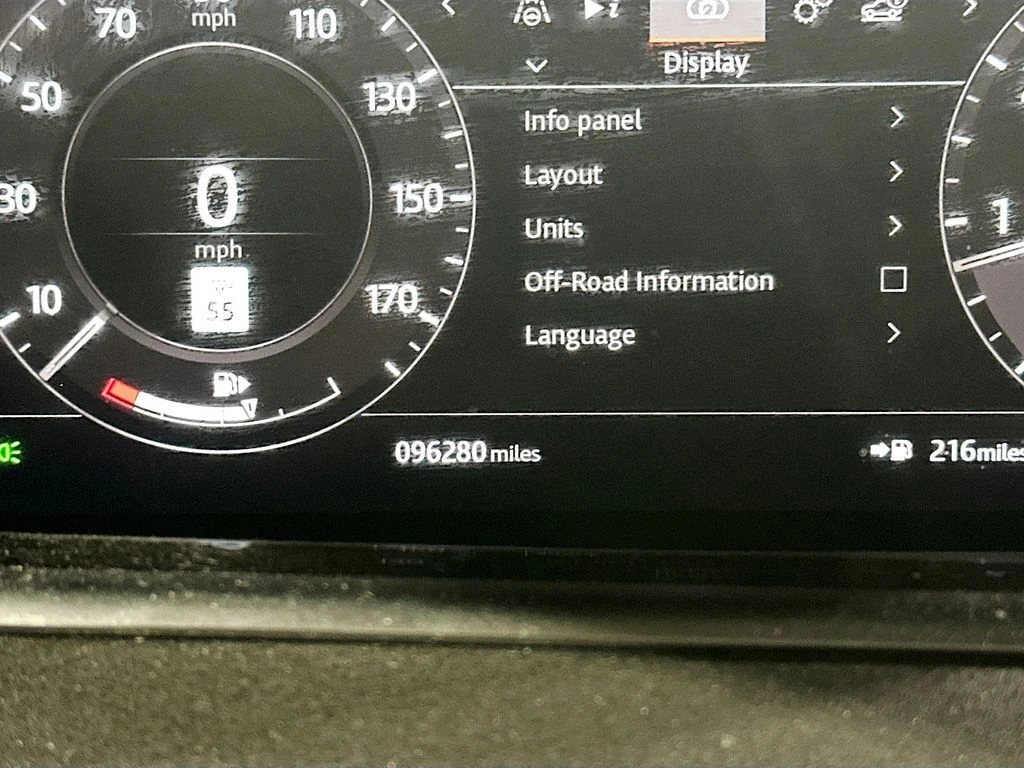 70
mph
110
Display
50
130
Info panel
Layout
30
0
150
Units
1
mph
10
55
170
Off-Road Information
Language
096280 miles
216 miles